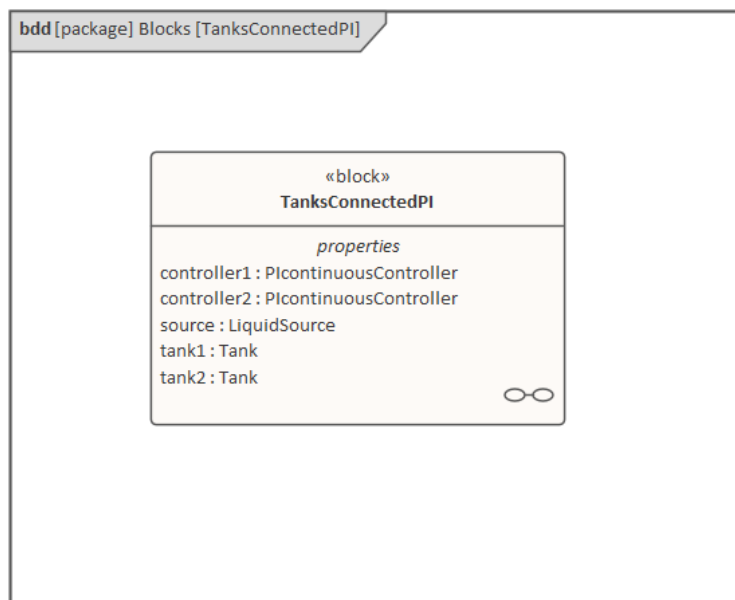 bdd [package] Blocks [TanksConnectedPI]
«block»
TanksConnectedPI
properties
controller1 : PIcontinuousController
controller2 : PIcontinuousController
source : LiquidSource
tank1 : Tank
tank2 : Tank